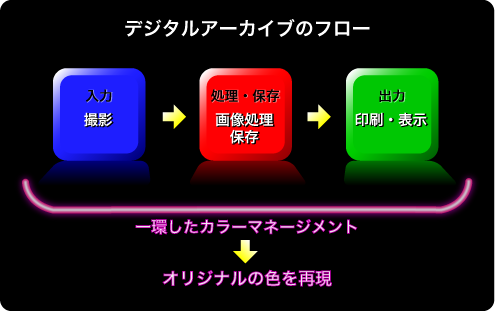 デジタルアーカイブのフロー
入力
撮影
処理・保存
画像処理
保存
出力
印刷・表示
一環したカラーマネージメント
オリジナルの色を再現